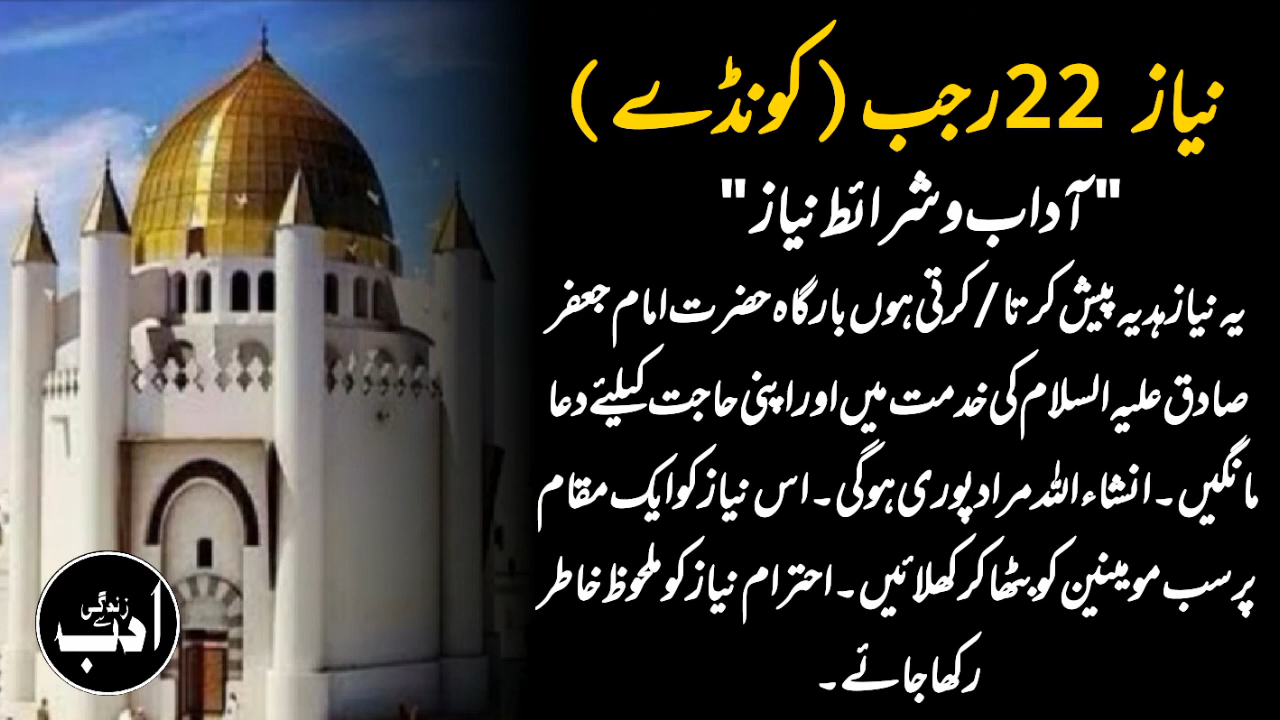 نیاز 22 رجب (کونڈے)
"آداب و شرائط نیاز"
یہ نیاز ہدیہ پیش کرتا/کرتی ہوں بارگاہ حضرت امام جعفر
صادق علیہ السلام کی خدمت میں اور اپنی حاجت کیلئے دعا
مانگیں۔ انشاء اللہ مراد پوری ہوگی۔ اس نیاز کو ایک مقام
پر سب مومینین کو بٹھا کر کھلائیں۔ احترام نیاز کو ملحوظ خاطر
رکھا جائے۔
زندگی سے
ادب